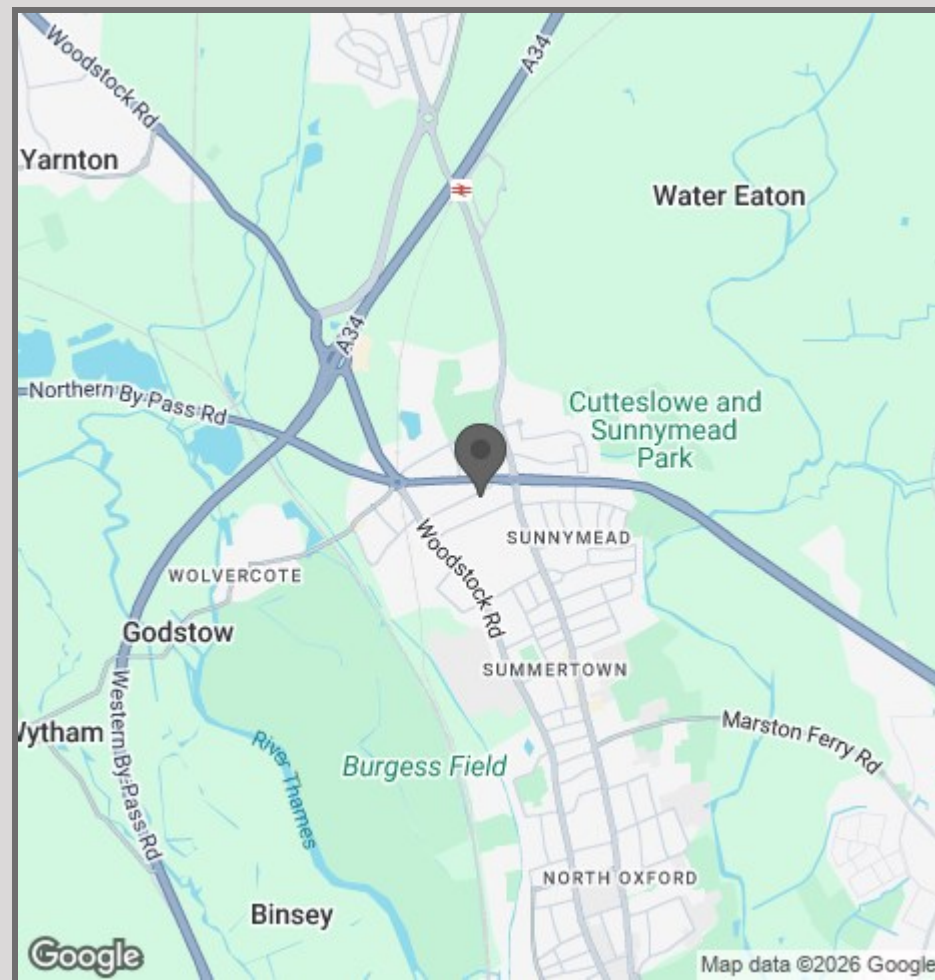 Woodstock Rd
A34
Yarnton
Water Eaton
A34
Northern By-Pass Rd
Cutteslowe and
Sunnymead
Park
SUNNYMEAD
Woodstock Rd
WOLVERCOTE
Godstow
SUMMERTOWN
Wytham
Western By-Pass Rd
River Thames
Marston Ferry Rd
Burgess Field
NORTH OXFORD
Binsey
Google
Map data ©2026 Google